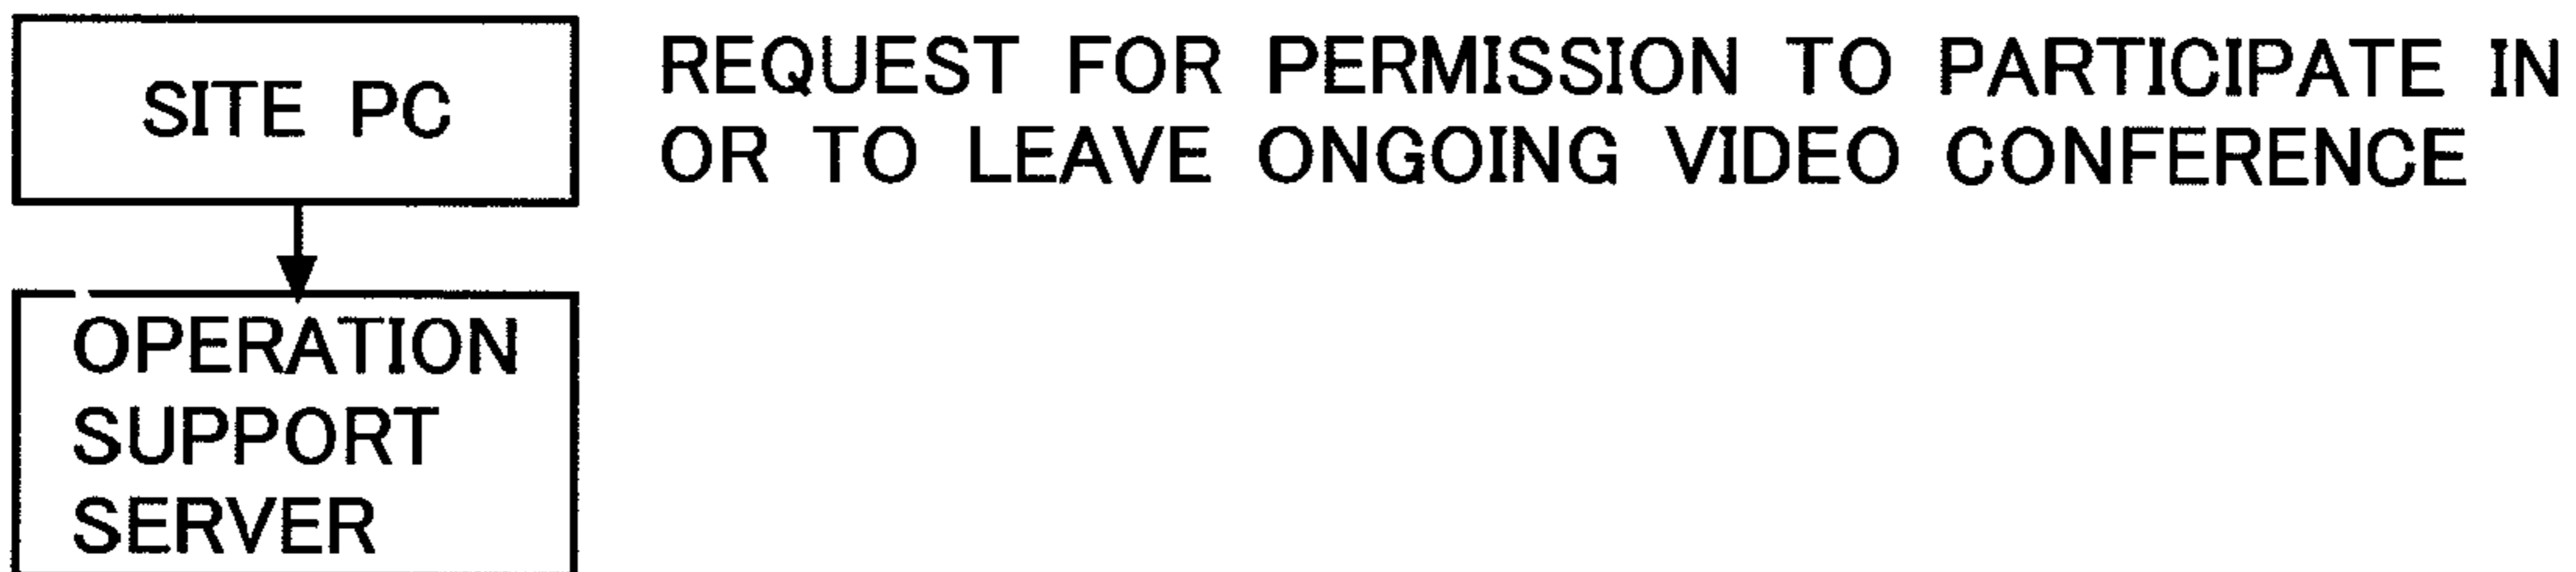 SITE PC
REQUEST FOR PERMISSION TO PARTICIPATE IN
OR TO LEAVE ONGOING VIDEO CONFERENCE
OPERATION
SUPPORT
SERVER